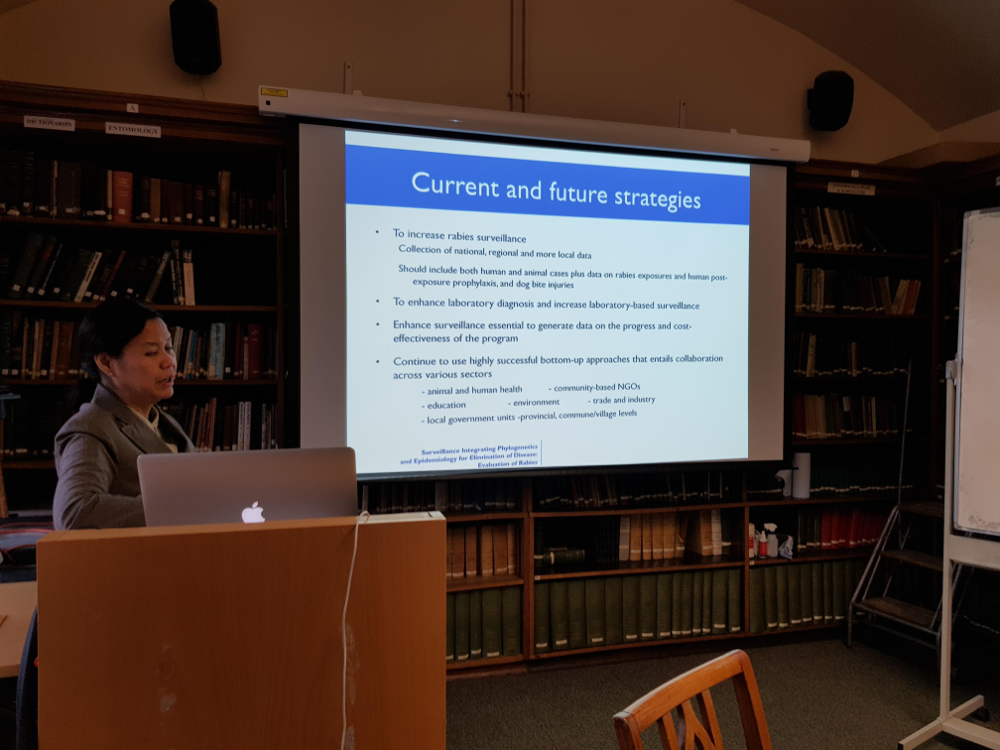 A
DICTIONARIES
ENTOMOLOGY
Current and future strategies
• To increase rabies surveillance
Collection of national, regional and more local data
Should include both human and animal cases plus data on rabies exposures and human post-
exposure prophylaxis, and dog bite injuries
• To enhance laboratory diagnosis and increase laboratory-based surveillance
• Enhance surveillance essential to generate data on the progress and cost-
effectiveness of the program
• Continue to use highly successful bottom-up approaches that entails collaboration
across various sectors
- animal and human health - community-based NGOs
- education - environment - trade and industry
- local government units -provincial, commune/village levels
Surveillance Integrating Phylogenetics
and Epidemiology for Elimination of Disease:
Evaluation of Rabies